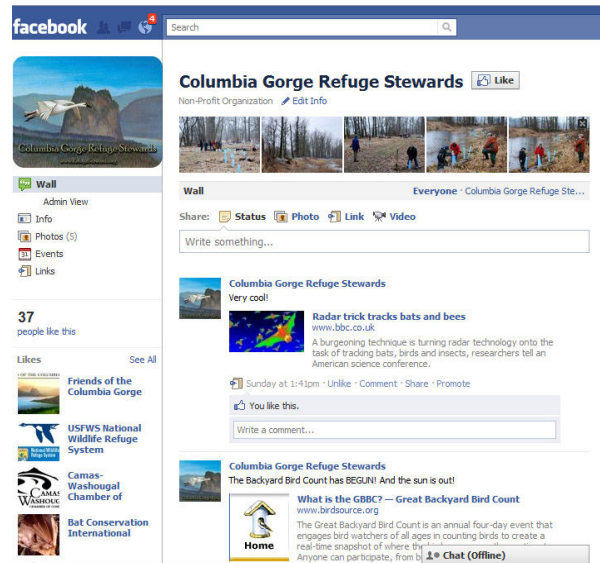 facebook
4
Search
Columbia Gorge Refuge Stewards
Like
Non-Profit Organization Edit Info
Columbia Gorge Refuge Stewards
Wall
Admin View
Info
Photos (5)
31 Events
Links
37
people like this
Likes See All
Friends of the
Columbia Gorge
USFWS National
Wildlife Refuge
System
Camas-
Washougal
Chamber of
Bat Conservation
International
Wall Everyone · Columbia Gorge Refuge Ste...
Share: Status Photo Link Video
Write something...
Columbia Gorge Refuge Stewards
Very cool!
Radar trick tracks bats and bees
www.bbc.co.uk
A burgeoning technique is turning radar technology onto the
task of tracking bats, birds and insects, researchers tell an
American science conference.
Sunday at 1:41pm · Unlike · Comment · Share · Promote
You like this.
Write a comment...
Columbia Gorge Refuge Stewards
The Backyard Bird Count has BEGUN! And the sun is out!
Home
What is the GBBC? — Great Backyard Bird Count
www.birdsource.org
The Great Backyard Bird Count is an annual four-day event that
engages bird watchers of all ages in counting birds to create a
real-time snapshot of where the
Anyone can participate, from b
Chat (Offline)